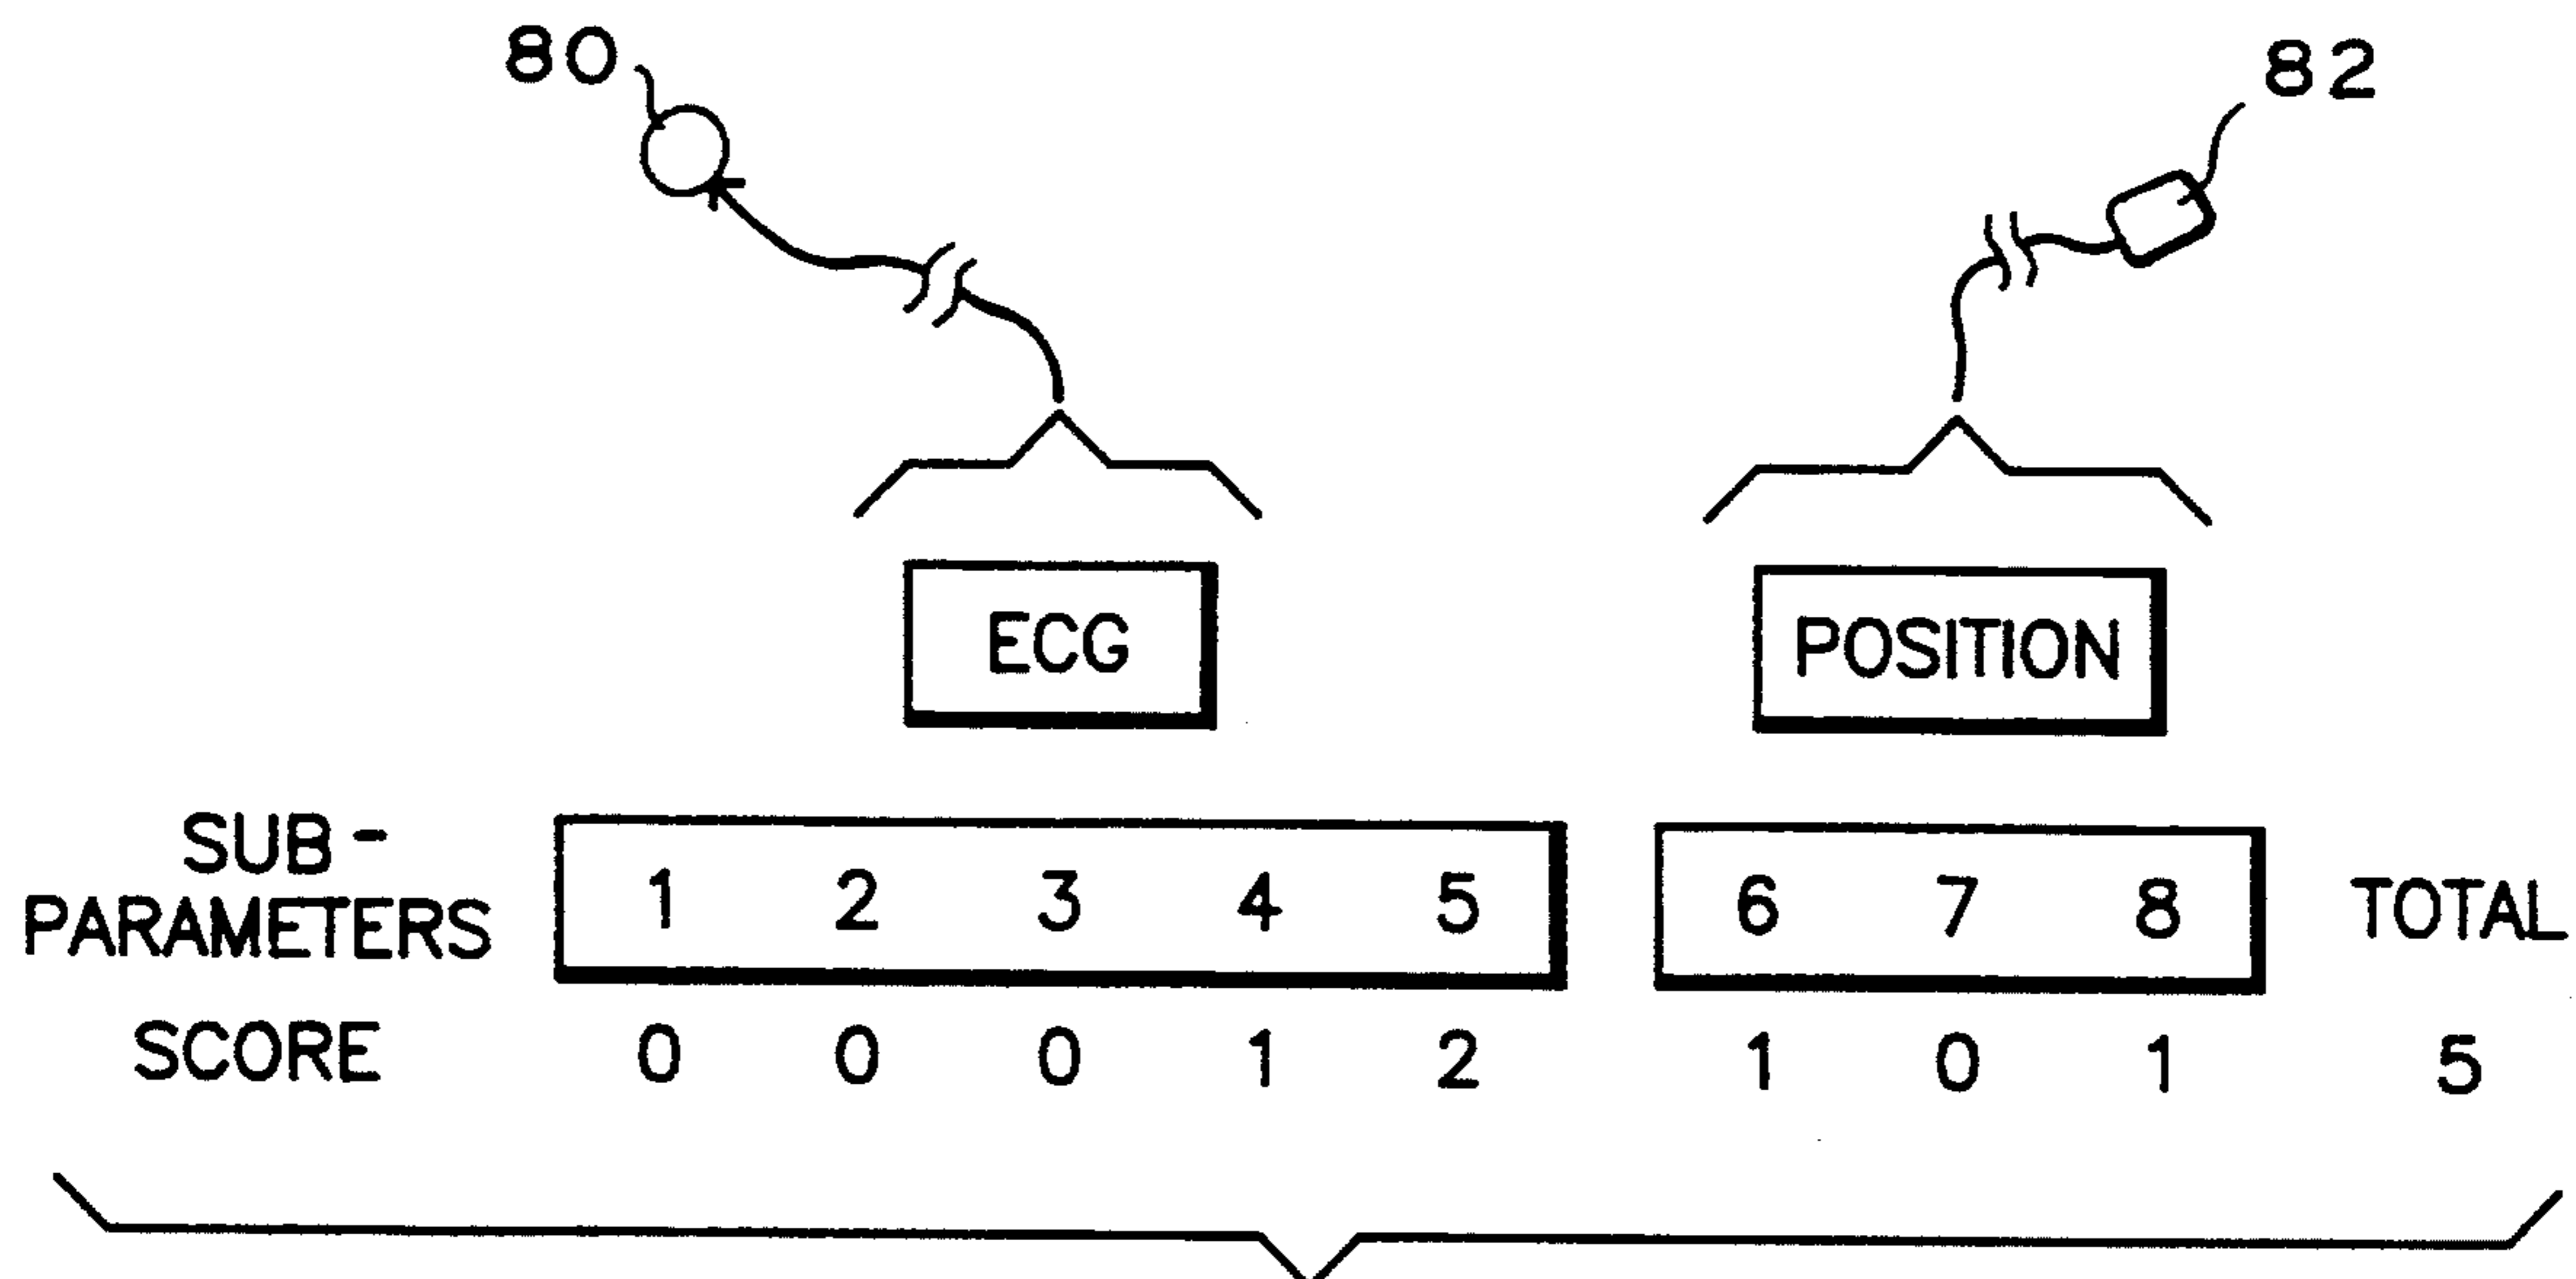 80 82
ECG POSITION
SUB-
PARAMETERS 1 2 3 4 5 6 7 8 TOTAL
SCORE 0 0 0 1 2 1 0 1 5